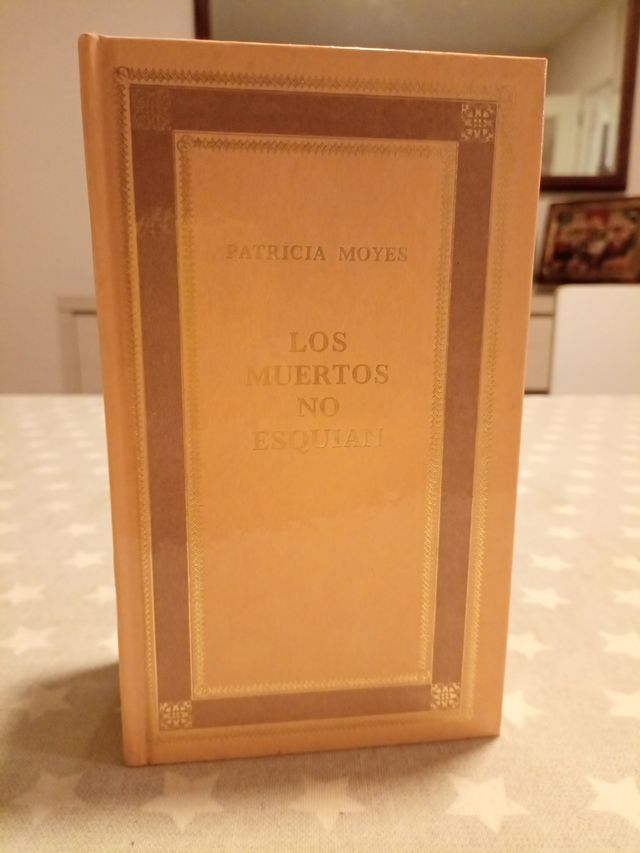 PATRICIA MOYES
LOS
MUERTOS
NO
ESQUIAN